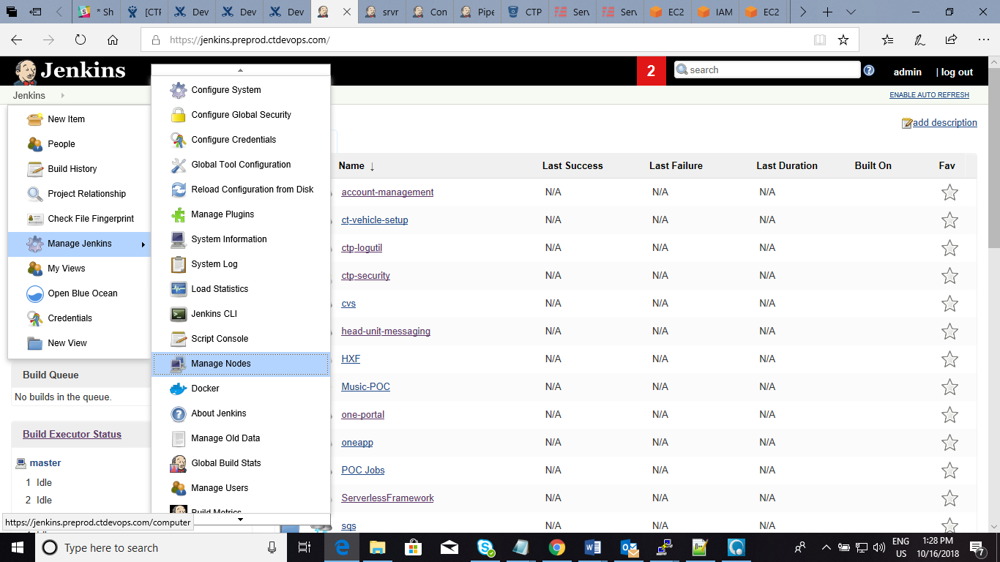 * Sh
[CTF
Dev
Dev
Dev
srvr
Con
Pipe
CTP
Serv
Serv
EC2
IAM
EC2
https://jenkins.preprod.ctdevops.com/
Jenkins
2
search
admin
| log out
Jenkins
ENABLE AUTO REFRESH
New Item
People
Build History
Project Relationship
Check File Fingerprint
Manage Jenkins
My Views
Open Blue Ocean
Credentials
New View
Configure System
Configure Global Security
Configure Credentials
Global Tool Configuration
Reload Configuration from Disk
Manage Plugins
System Information
System Log
Load Statistics
Jenkins CLI
Script Console
Manage Nodes
Docker
About Jenkins
Manage Old Data
Global Build Stats
Manage Users
Build Metrics
add description
Name ↓ Last Success Last Failure Last Duration Built On Fav
account-management N/A N/A N/A
ct-vehicle-setup N/A N/A N/A
ctp-logutil N/A N/A N/A
ctp-security N/A N/A N/A
cvs N/A N/A N/A
head-unit-messaging N/A N/A N/A
HXF N/A N/A N/A
Music-POC N/A N/A N/A
one-portal N/A N/A N/A
oneapp N/A N/A N/A
POC Jobs N/A N/A N/A
ServerlessFramework N/A N/A N/A
sqs N/A N/A N/A
Build Queue
No builds in the queue.
Build Executor Status
master
1 Idle
2 Idle
https://jenkins.preprod.ctdevops.com/computer
Type here to search
ENG
US
1:28 PM
10/16/2018
7